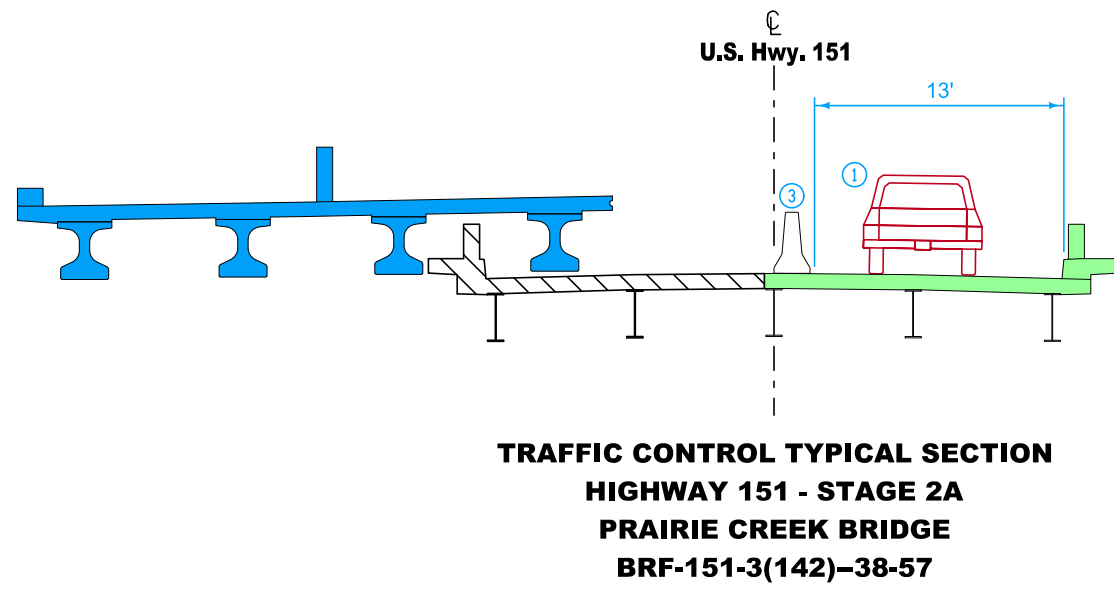 ℄
U.S. Hwy. 151
13'
1
3
TRAFFIC CONTROL TYPICAL SECTION
HIGHWAY 151 - STAGE 2A
PRAIRIE CREEK BRIDGE
BRF-151-3(142)–38-57